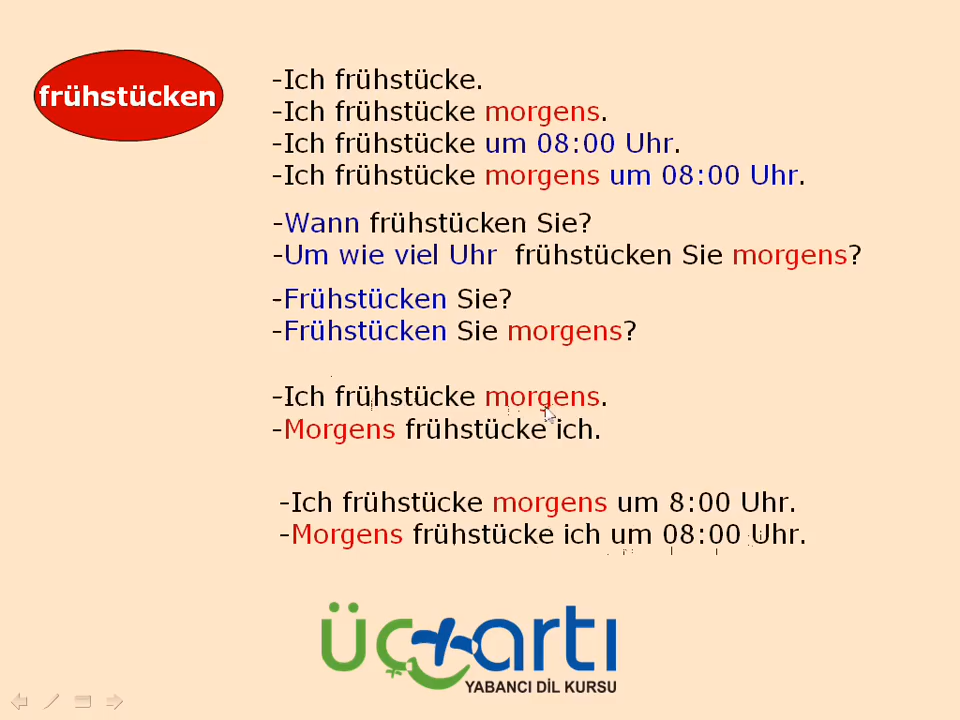 frühstücken
-Ich frühstücke.
-Ich frühstücke morgens.
-Ich frühstücke um 08:00 Uhr.
-Ich frühstücke morgens um 08:00 Uhr.
-Wann frühstücken Sie?
-Um wie viel Uhr frühstücken Sie morgens?
-Frühstücken Sie?
-Frühstücken Sie morgens?
-Ich frühstücke morgens.
-Morgens frühstücke ich.
-Ich frühstücke morgens um 8:00 Uhr.
-Morgens frühstücke ich um 08:00 Uhr.
üç+artı
YABANCI DİL KURSU